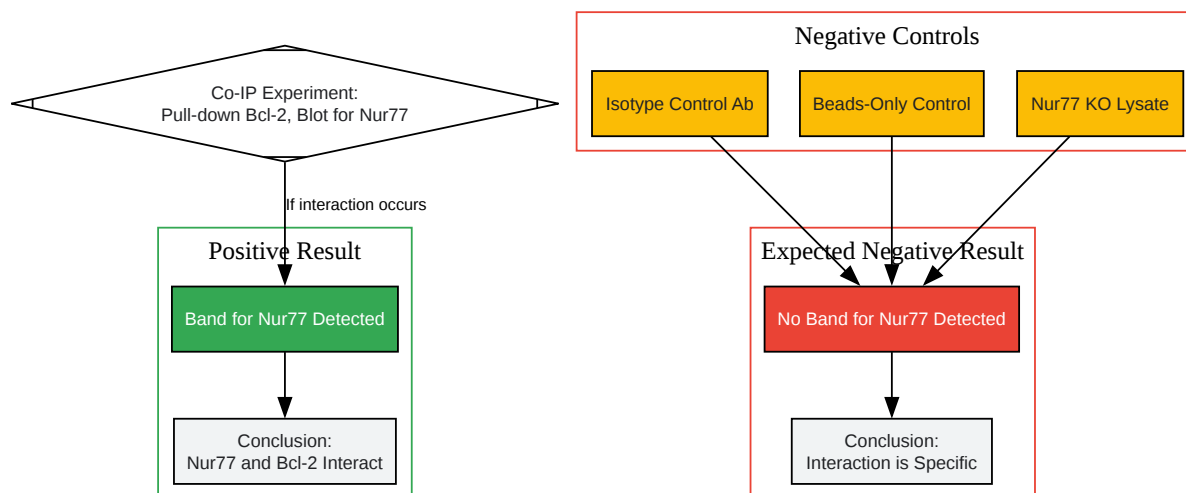 Co-IP Experiment:
Pull-down Bcl-2, Blot for Nur77
If interaction occurs
Positive Result
Band for Nur77 Detected
Conclusion:
Nur77 and Bcl-2 Interact
Negative Controls
Isotype Control Ab
Beads-Only Control
Nur77 KO Lysate
Expected Negative Result
No Band for Nur77 Detected
Conclusion:
Interaction is Specific